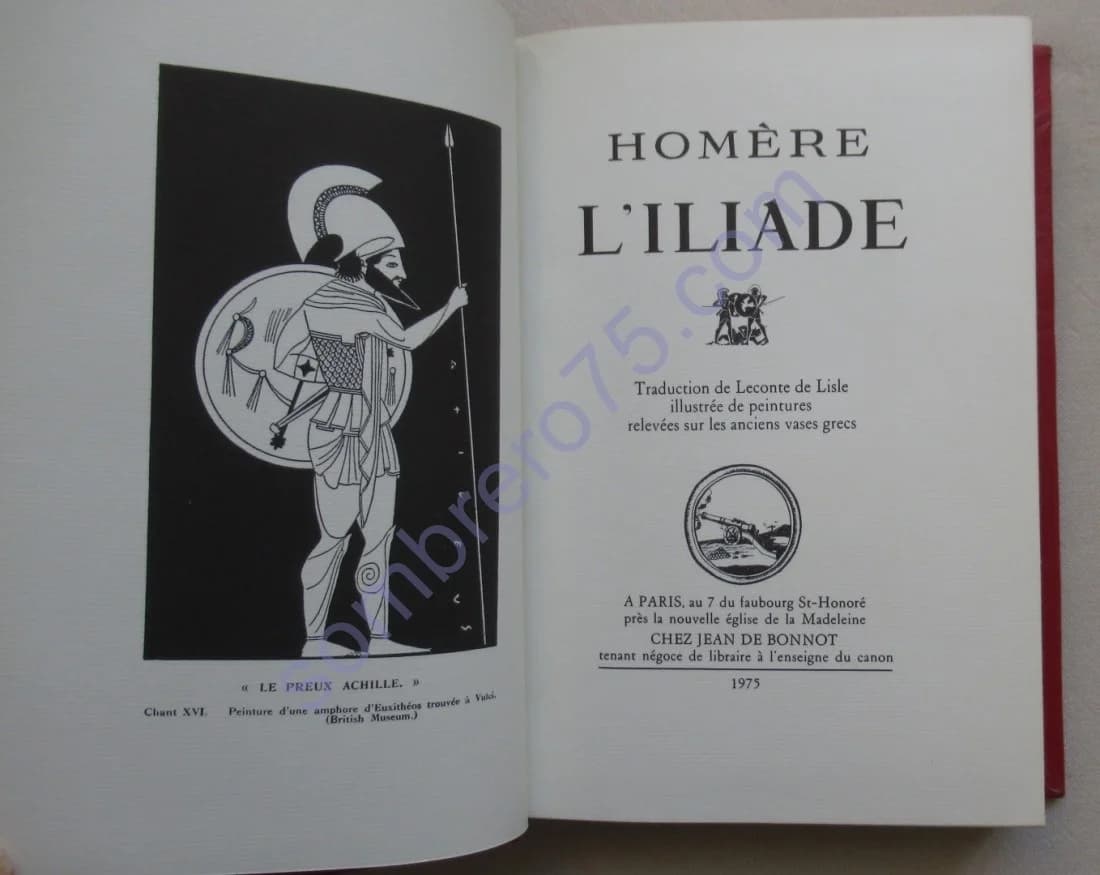 « LE PREUX ACHILLE. »
Chant XVI. Peinture d'une amphore d'Euxithéos trouvée à Vulci.
(British Museum.)
HOMÈRE
L'ILIADE
Traduction de Leconte de Lisle
illustrée de peintures
relevées sur les anciens vases grecs
A PARIS, au 7 du faubourg St-Honoré
près la nouvelle église de la Madeleine
CHEZ JEAN DE BONNOT
tenant négoce de libraire à l'enseigne du canon
1975
sombrero75.com